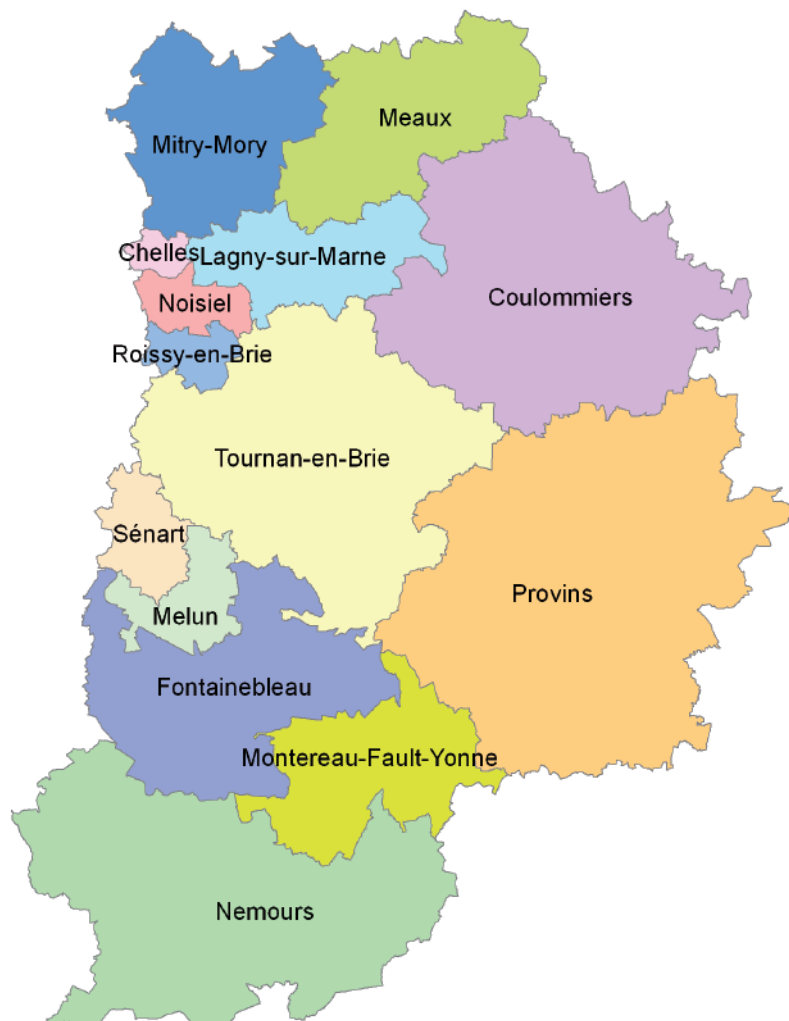 Meaux
Mitry-Mory
Chelles
Lagny-sur-Marne
Coulommiers
Noisiel
Roissy-en-Brie
Tournan-en-Brie
Sénart
Provins
Melun
Fontainebleau
Montereau-Fault-Yonne
Nemours